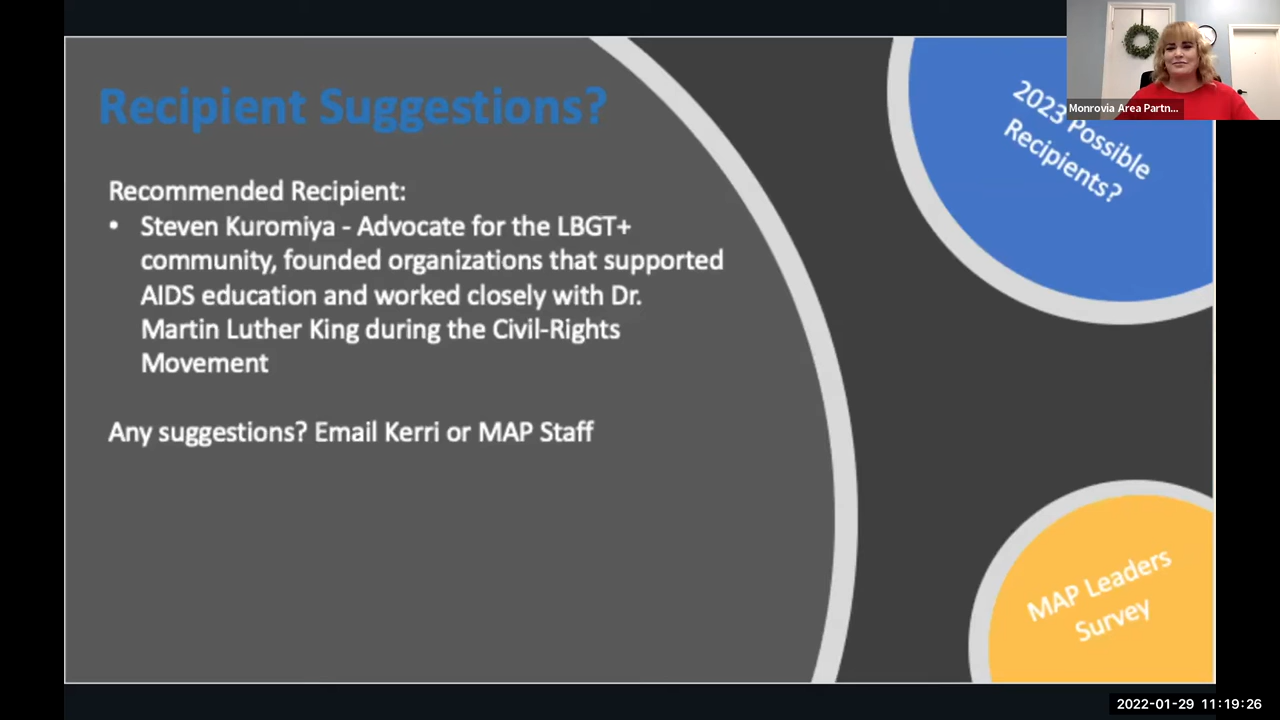 Recipient Suggestions?
Recommended Recipient:
• Steven Kuromiya - Advocate for the LBGT+
community, founded organizations that supported
AIDS education and worked closely with Dr.
Martin Luther King during the Civil-Rights
Movement
Any suggestions? Email Kerri or MAP Staff
2023 Possible
Recipients?
MAP Leaders
Survey
Monrovia Area Partn...
2022-01-29 11:19:26